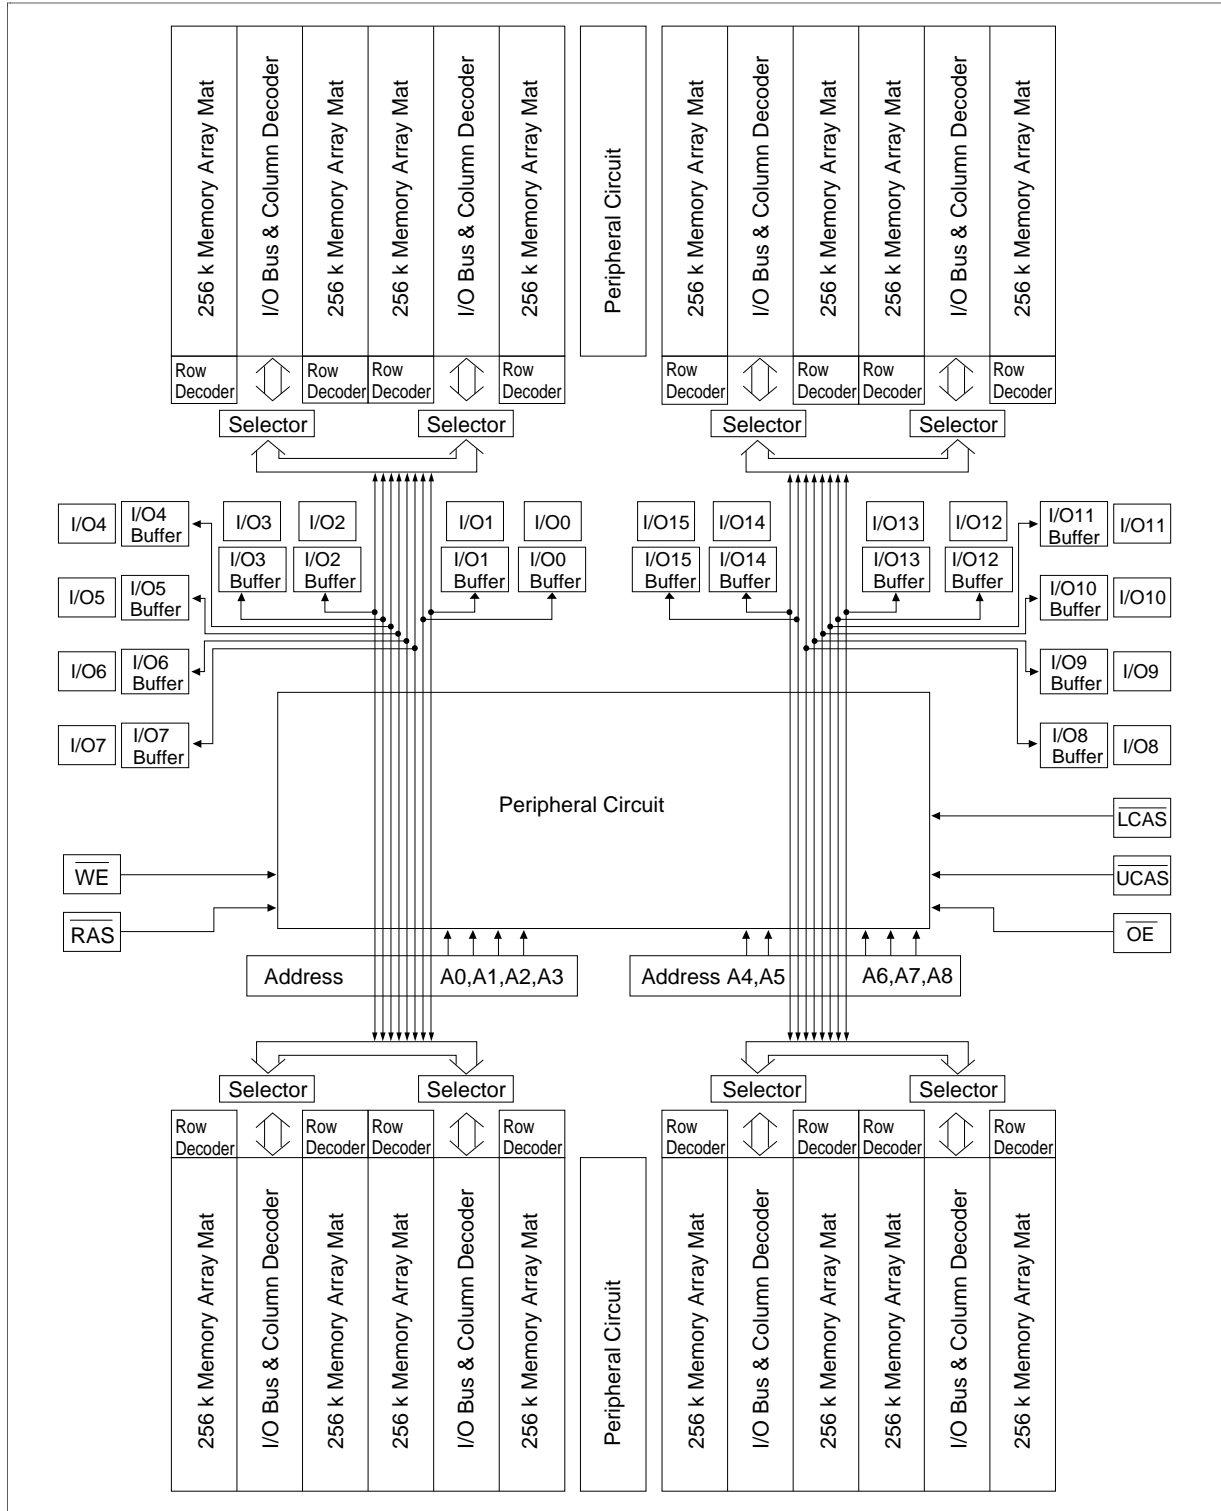 256 k Memory Array Mat
I/O Bus & Column Decoder
256 k Memory Array Mat
256 k Memory Array Mat
I/O Bus & Column Decoder
256 k Memory Array Mat
Peripheral Circuit
256 k Memory Array Mat
I/O Bus & Column Decoder
256 k Memory Array Mat
256 k Memory Array Mat
I/O Bus & Column Decoder
256 k Memory Array Mat
Row
Decoder
Row
Decoder
Row
Decoder
Row
Decoder
Row
Decoder
Row
Decoder
Row
Decoder
Row
Decoder
Selector
Selector
Selector
Selector
I/O4
I/O4
Buffer
I/O3
I/O2
I/O1
I/O0
I/O15
I/O14
I/O13
I/O12
I/O11
Buffer
I/O11
I/O3
Buffer
I/O2
Buffer
I/O1
Buffer
I/O0
Buffer
I/O15
Buffer
I/O14
Buffer
I/O13
Buffer
I/O12
Buffer
I/O5
I/O5
Buffer
I/O10
Buffer
I/O10
I/O6
I/O6
Buffer
I/O9
Buffer
I/O9
I/O7
I/O7
Buffer
I/O8
Buffer
I/O8
Peripheral Circuit
LCAS
WE
UCAS
RAS
OE
Address A0,A1,A2,A3
Address A4,A5 A6,A7,A8
Selector
Selector
Selector
Selector
Row
Decoder
Row
Decoder
Row
Decoder
Row
Decoder
Row
Decoder
Row
Decoder
Row
Decoder
Row
Decoder
256 k Memory Array Mat
I/O Bus & Column Decoder
256 k Memory Array Mat
256 k Memory Array Mat
I/O Bus & Column Decoder
256 k Memory Array Mat
Peripheral Circuit
256 k Memory Array Mat
I/O Bus & Column Decoder
256 k Memory Array Mat
256 k Memory Array Mat
I/O Bus & Column Decoder
256 k Memory Array Mat